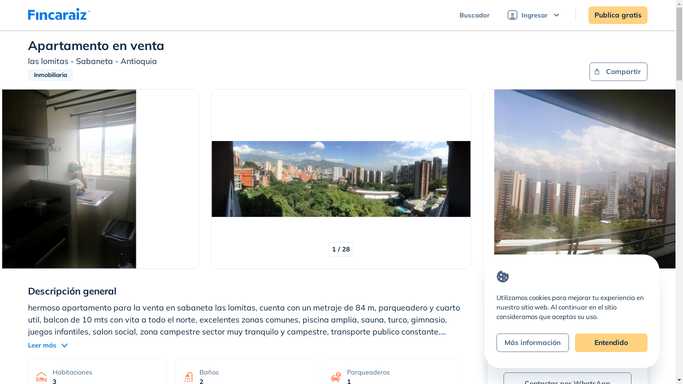 Fincaraiz
Buscador
Ingresar
Publica gratis
Apartamento en venta
las lomitas - Sabaneta - Antioquia
Inmobiliaria
Compartir
1 / 28
Descripción general
hermoso apartamento para la venta en sabaneta las lomitas, cuenta con un metraje de 84 m, parqueadero y cuarto
util, balcon de 10 mts con vita a todo el norte, excelentes zonas comunes, piscina amplia, sauna, turco, gimnasio,
juegos infantiles, salon social, zona campestre sector muy tranquilo y campestre, transporte publico constante,...
Leer más
Habitaciones
3
Baños
2
Parqueaderos
1
Utilizamos cookies para mejorar tu experiencia en
nuestro sitio web. Al continuar en el sitio
consideramos que aceptas su uso.
Más información
Entendido
Contactar por WhatsApp